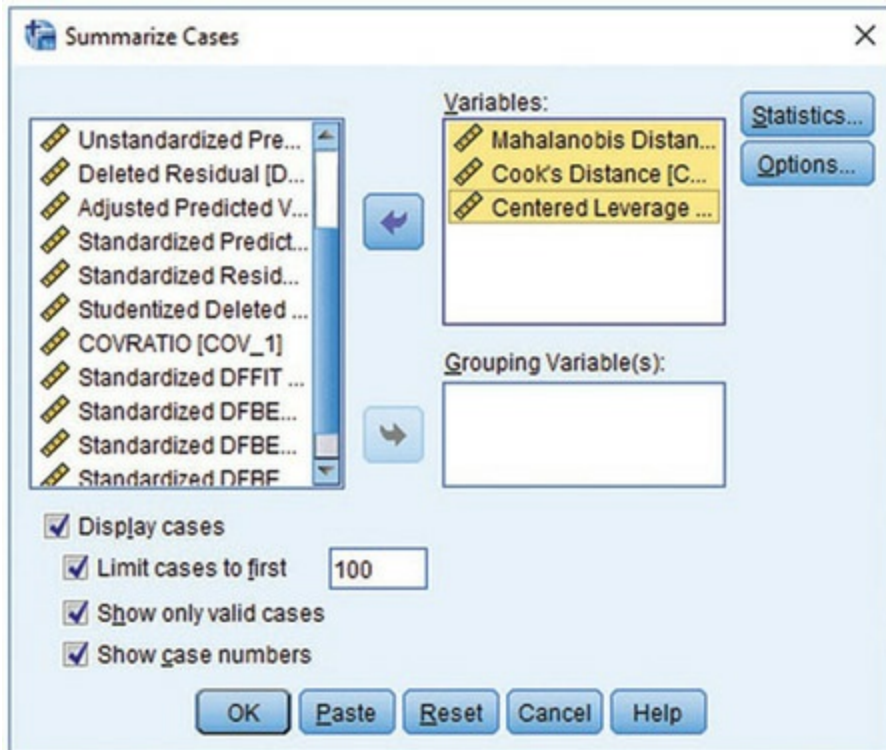 Summarize Cases
Unstandardized Pre...
Deleted Residual [D...
Adjusted Predicted V...
Standardized Predict...
Standardized Resid...
Studentized Deleted ...
COVRATIO [COV_1]
Standardized DFFIT ...
Standardized DFBE...
Standardized DFBE...
Standardized DFBE
Variables:
Mahalanobis Distan...
Cook's Distance [C...
Centered Leverage ...
Grouping Variable(s):
Statistics...
Options...
Display cases
Limit cases to first 100
Show only valid cases
Show case numbers
OK Paste Reset Cancel Help